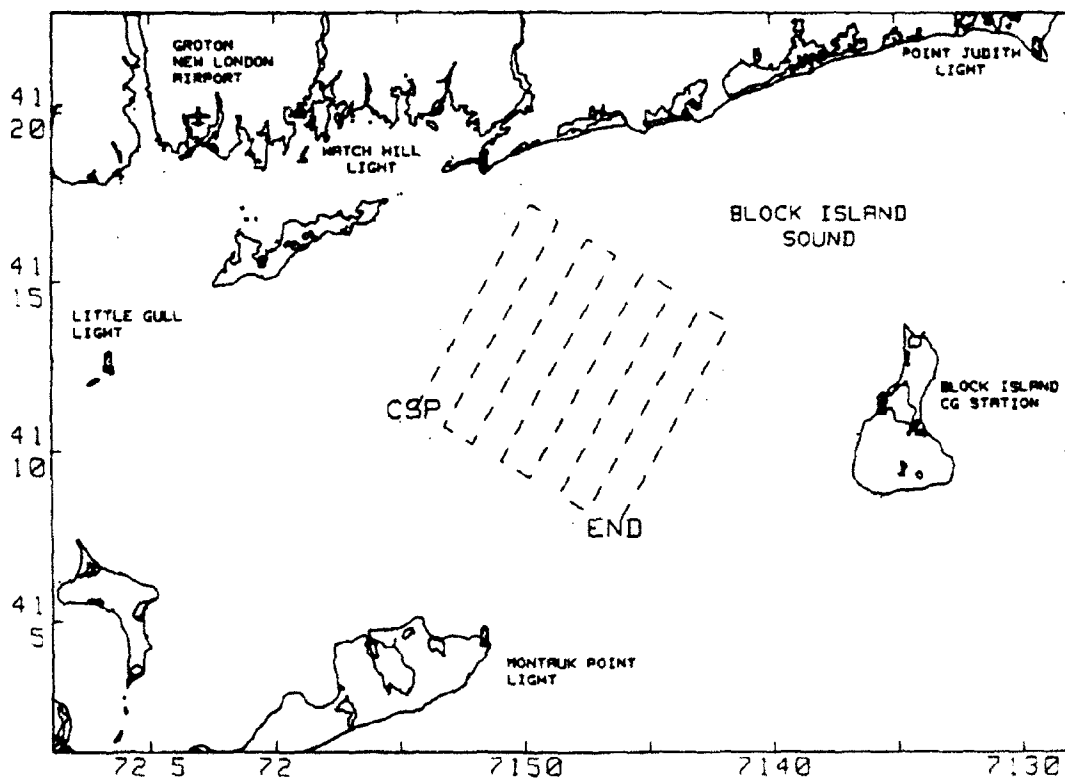 GROTON
NEW LONDON
AIRPORT
POINT JUDITH
LIGHT
41
20
WATCH HILL
LIGHT
BLOCK ISLAND
SOUND
41
15
LITTLE GULL
LIGHT
BLOCK ISLAND
CG STATION
CSP
41
10
END
41
5
MONTAUK POINT
LIGHT
72 5
72
7150
7140
7130